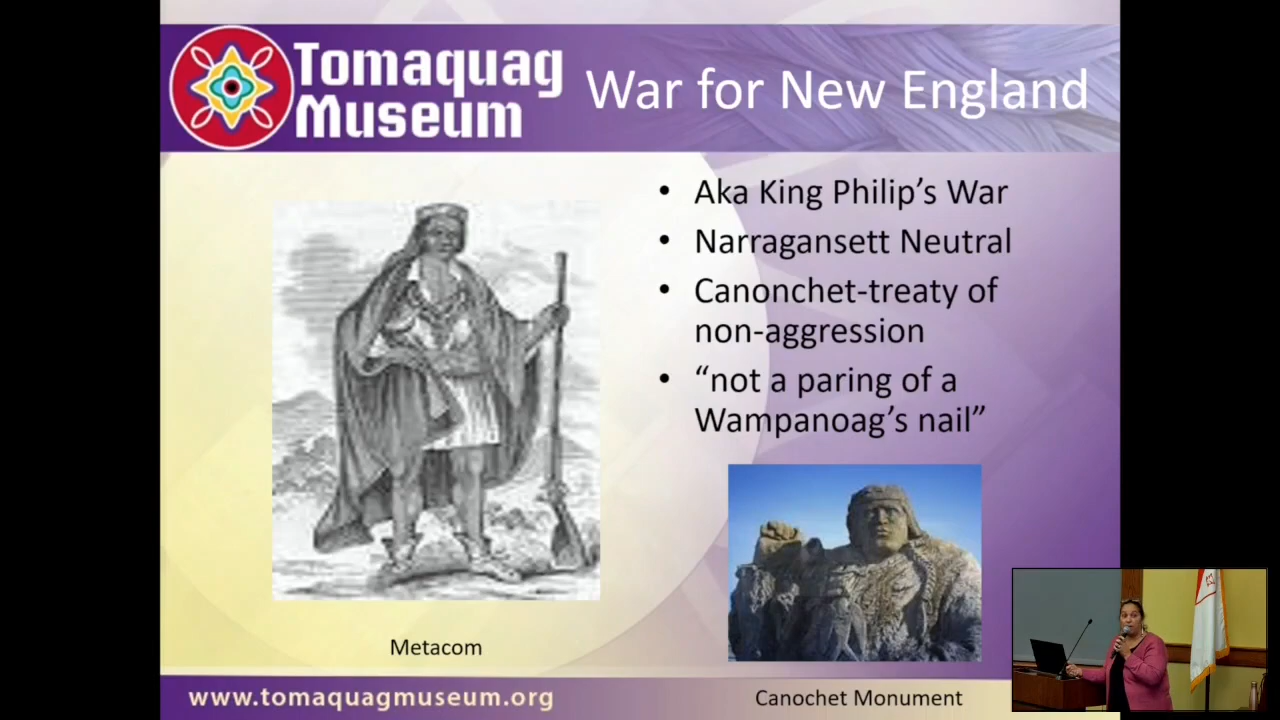 Tomaquag
Museum
War for New England
• Aka King Philip’s War
• Narragansett Neutral
• Canonchet-treaty of
non-aggression
• “not a paring of a
Wampanoag’s nail”
Metacom
www.tomaquagmuseum.org
Canochet Monument